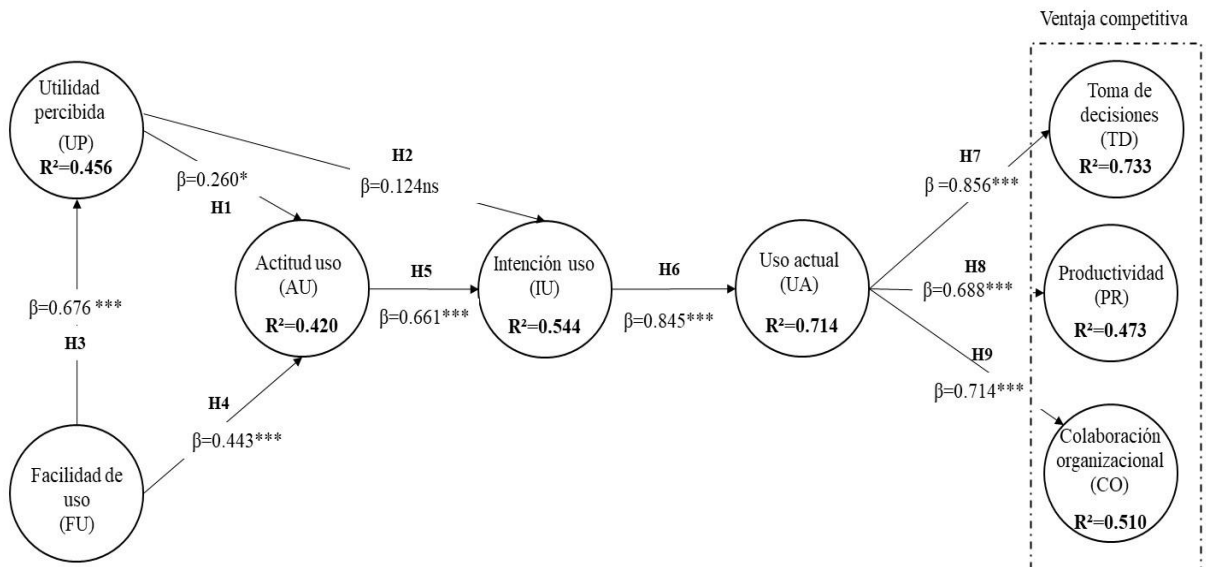 Ventaja competitiva
Utilidad
percibida
(UP)
R²=0.456
H2
β=0.124ns
β=0.260*
H1
Toma de
decisiones
(TD)
R²=0.733
H7
β =0.856***
Actitud uso
(AU)
R²=0.420
H5
β=0.661***
Intención uso
(IU)
R²=0.544
H6
β=0.845***
Uso actual
(UA)
R²=0.714
H8
β=0.688***
Productividad
(PR)
R²=0.473
β=0.676 ***
H3
H4
β=0.443***
H9
β=0.714***
Facilidad de
uso
(FU)
Colaboración
organizacional
(CO)
R²=0.510